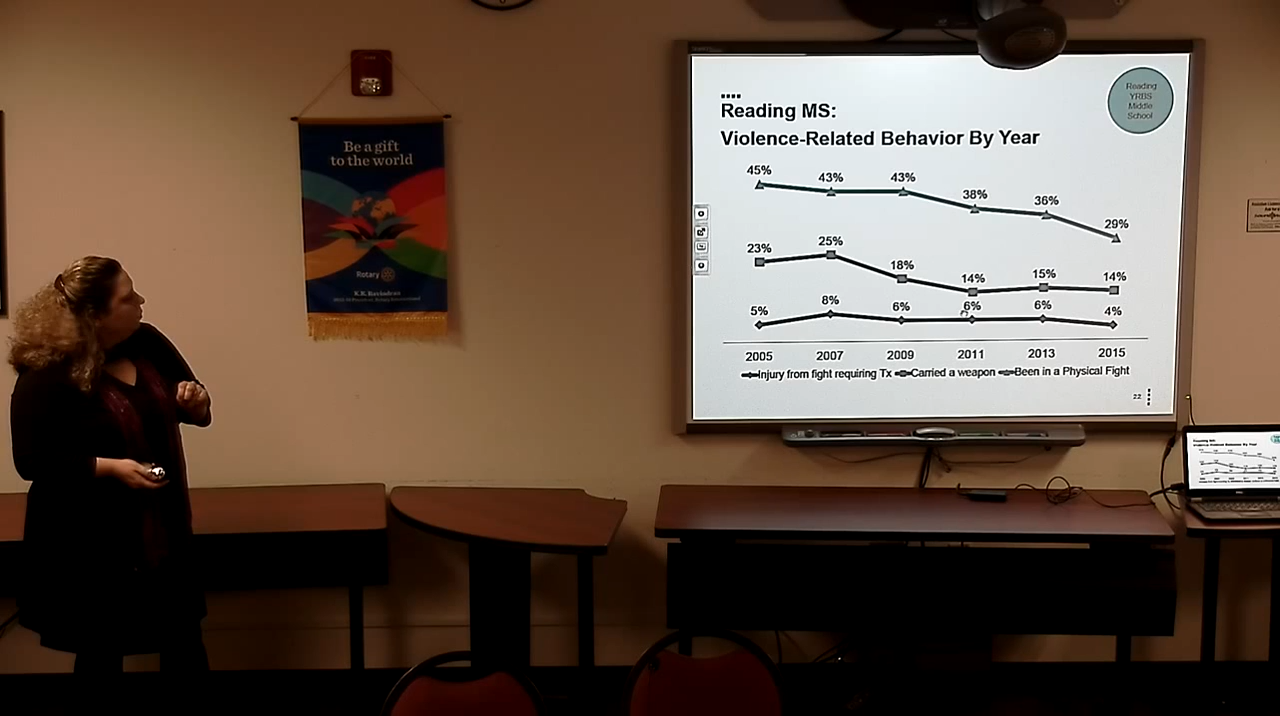 Be a gift
to the world
Rotary
K.R. Ravindran
Reading MS:
Violence-Related Behavior By Year
Reading
YRBS
Middle
School
45%
43%
43%
38%
36%
29%
23%
25%
18%
14%
15%
14%
5%
8%
6%
6%
6%
4%
2005 2007 2009 2011 2013 2015
Injury from fight requiring Tx Carried a weapon Been in a Physical Fight
22